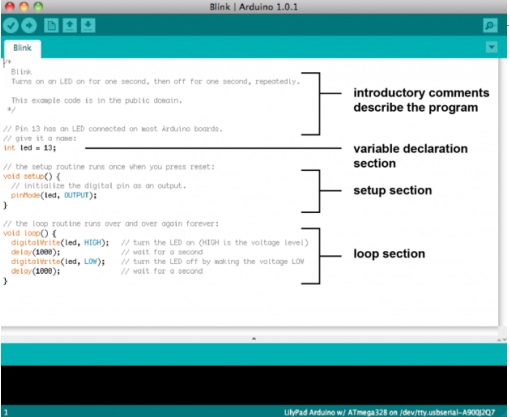 Blink | Arduino 1.0.1
Blink
/*
Blink
Turns on an LED on for one second, then off for one second, repeatedly.
This example code is in the public domain.
*/
introductory comments
describe the program
// Pin 13 has an LED connected on most Arduino boards.
// give it a name:
int led = 13;
variable declaration
section
// the setup routine runs once when you press reset:
void setup() {
// initialize the digital pin as an output.
pinMode(led, OUTPUT);
}
setup section
// the loop routine runs over and over again forever:
void loop() {
digitalWrite(led, HIGH);   // turn the LED on (HIGH is the voltage level)
delay(1000);               // wait for a second
digitalWrite(led, LOW);    // turn the LED off by making the voltage LOW
delay(1000);               // wait for a second
}
loop section
1
LilyPad Arduino w/ ATmega328 on /dev/tty.usbserial-A900J2Q7